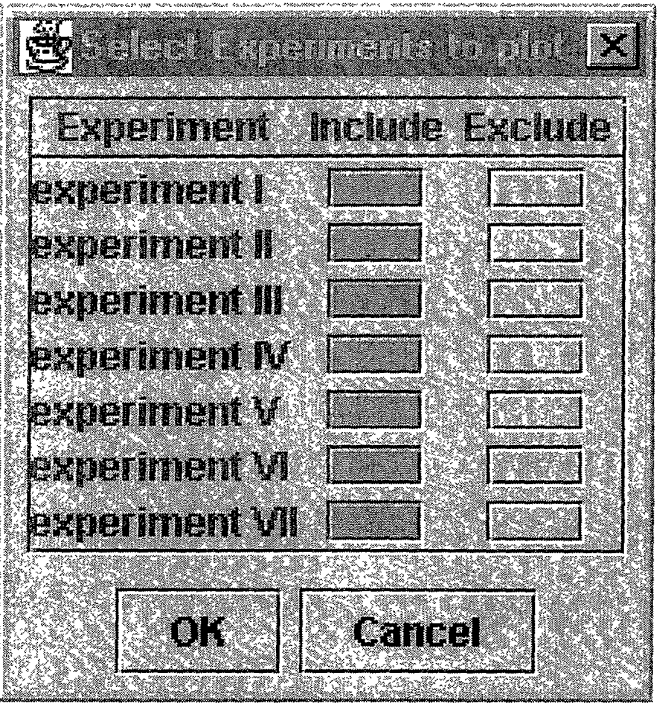 Select Experiments to plot
Experiment Include Exclude
experiment I
experiment II
experiment III
experiment IV
experiment V
experiment VI
experiment VII
OK Cancel